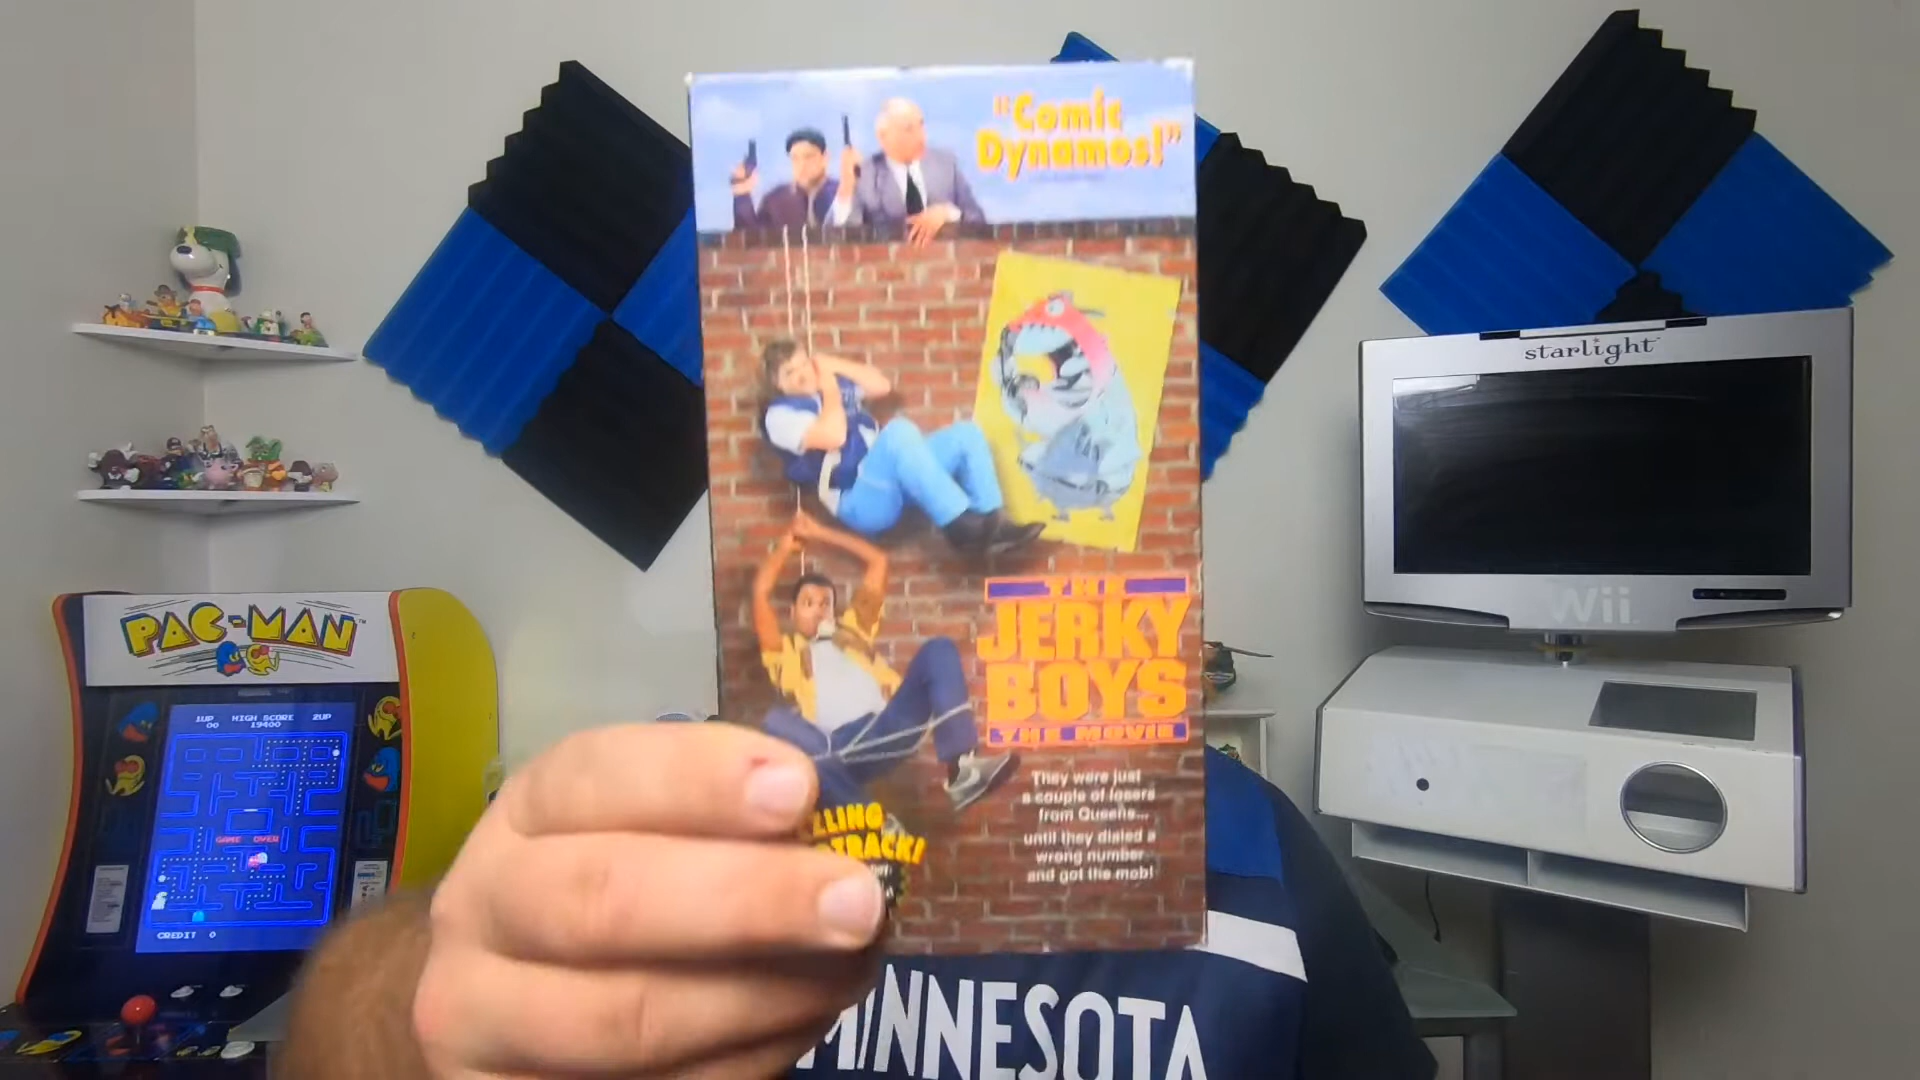 "Comic
Dynamos!"
THE
JERKY
BOYS
THE MOVIE
They were just
a couple of losers
from Queens...
until they dialed a
wrong number
and got the mob!
LLING
TRACK!
PAC-MAN
1UP HIGH SCORE 2UP
00 19400
GAME OVER
CREDIT 0
starlight
Wii
MINNESOTA